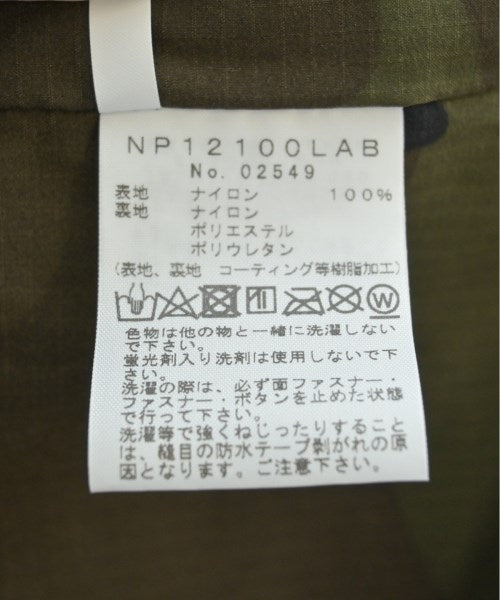 NP12100LAB
No. 02549
表地 ナイロン 100%
裏地 ナイロン
ポリエステル
ポリウレタン
(表地、裏地 コーティング等樹脂加工)
W
色物は他の物と一緒に洗濯しない
で下さい。
蛍光剤入り洗剤は使用しないで下
さい。
洗濯の際は、必ず面ファスナー・
ファスナー・ボタンを止めた状態
で行って下さい。
洗濯等で強くねじったりすること
は、縫目の防水テープ剥がれの原
因となります。ご注意下さい。